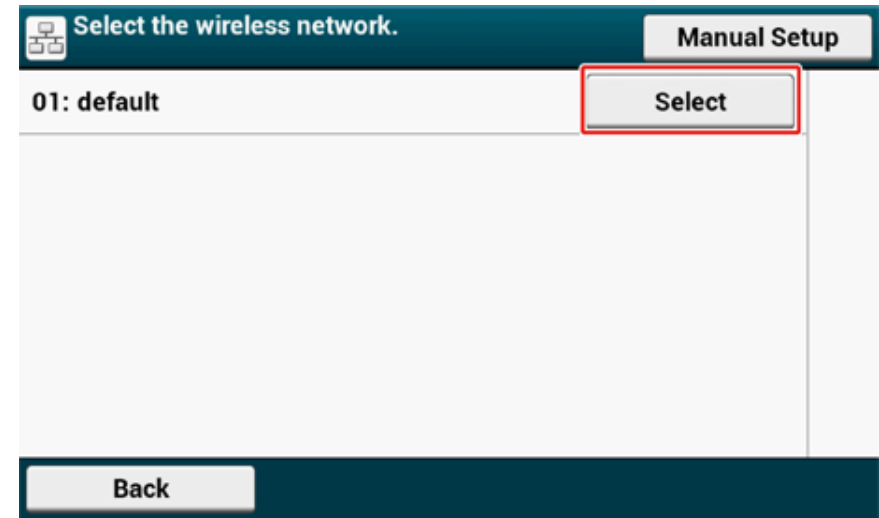 Select the wireless network.
Manual Setup
01: default
Select
Back